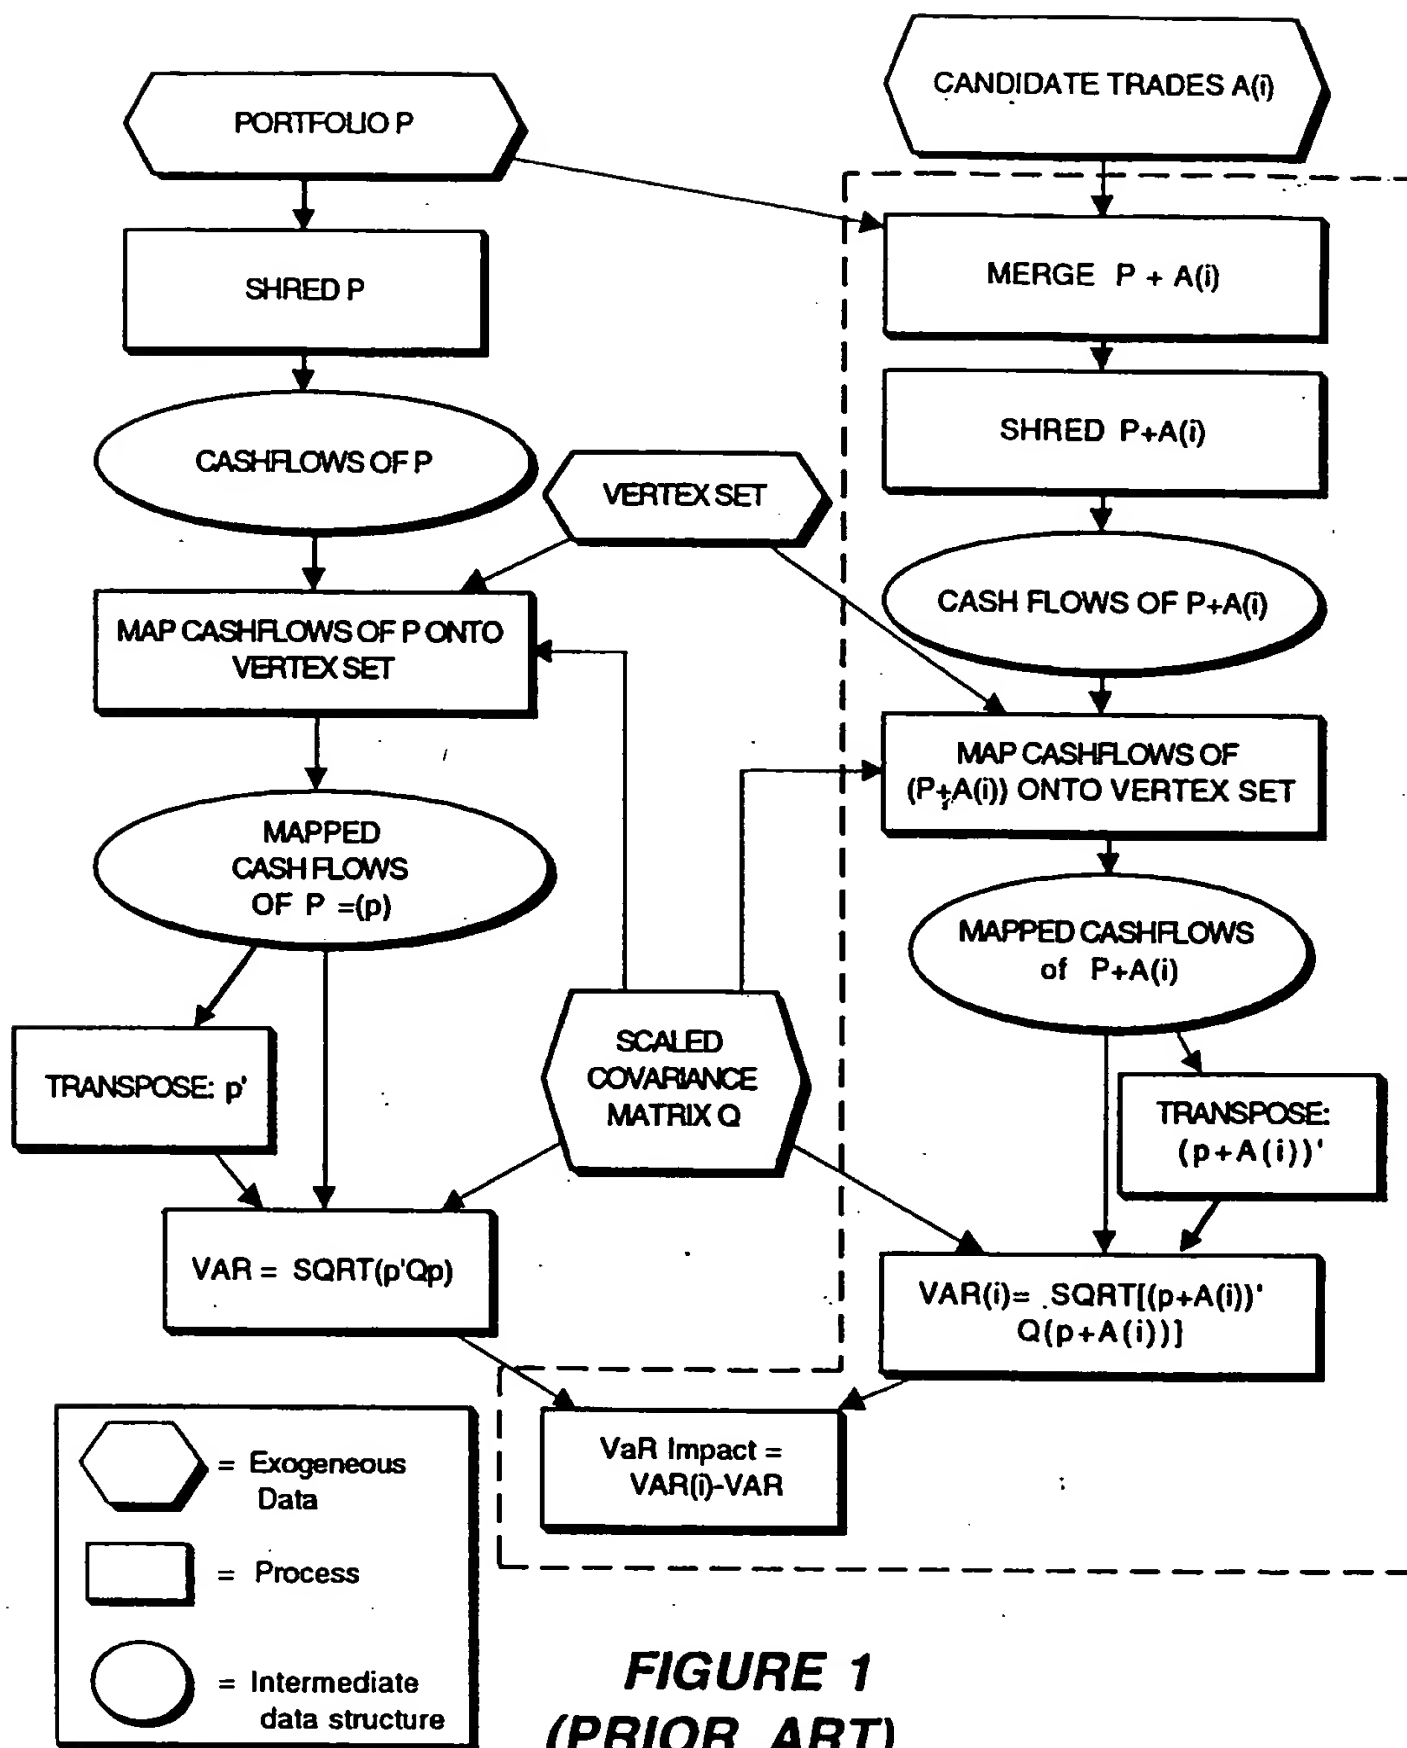 CANDIDATE TRADES A(i)
PORTFOLIO P
MERGE P + A(i)
SHRED P
SHRED P+A(i)
CASHFLOWS OF P
VERTEX SET
CASH FLOWS OF P+A(i)
MAP CASHFLOWS OF P ONTO
VERTEX SET
MAP CASHFLOWS OF
(P+A(i)) ONTO VERTEX SET
MAPPED
CASH FLOWS
OF P =(p)
MAPPED CASHFLOWS
of P+A(i)
SCALED
COVARIANCE
MATRIX Q
TRANSPOSE: p'
TRANSPOSE:
(p+A(i))'
VAR = SQRT(p'Qp)
VAR(i)= SQRT[(p+A(i))'
Q(p+A(i))]
VaR Impact =
VAR(i)-VAR
= Exogeneous
Data
= Process
= Intermediate
data structure
FIGURE 1
(PRIOR ART)